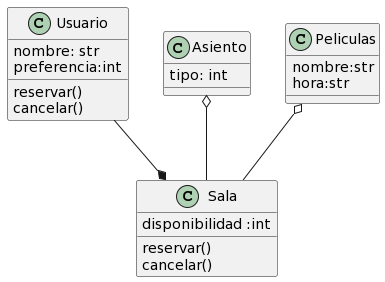 C Usuario
nombre: str
preferencia:int
reservar()
cancelar()
C Asiento
tipo: int
C Peliculas
nombre:str
hora:str
C Sala
disponibilidad :int
reservar()
cancelar()